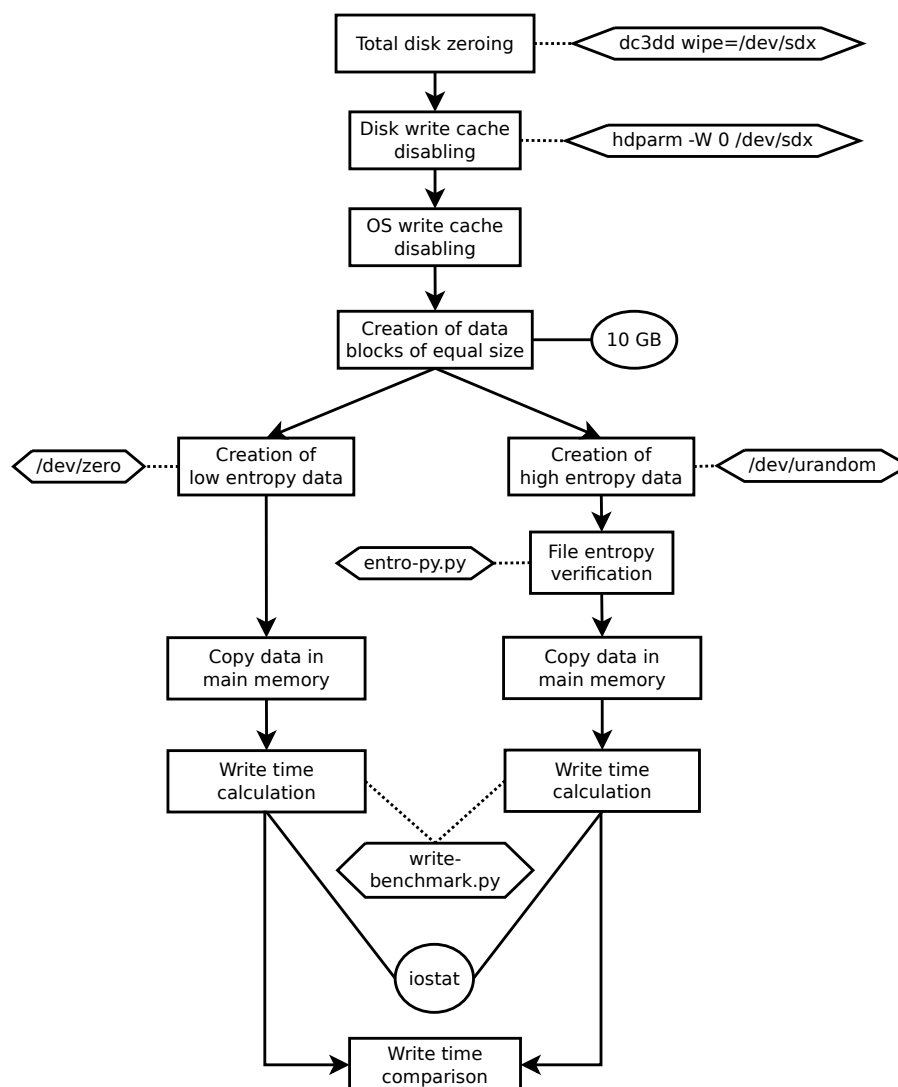 Total disk zeroing
dc3dd wipe=/dev/sdx
Disk write cache
disabling
hdparm -W 0 /dev/sdx
OS write cache
disabling
Creation of data
blocks of equal size
10 GB
/dev/zero
Creation of
low entropy data
Creation of
high entropy data
/dev/urandom
entro-py.py
File entropy
verification
Copy data in
main memory
Copy data in
main memory
Write time
calculation
Write time
calculation
write-
benchmark.py
iostat
Write time
comparison